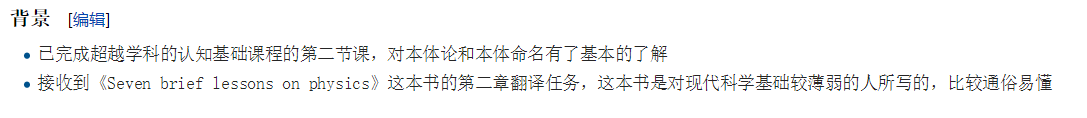 背景 [编辑]
已完成超越学科的认知基础课程的第二节课，对本体论和本体命名有了基本的了解
接收到《Seven brief lessons on physics》这本书的第二章翻译任务，这本书是对现代科学基础较薄弱的人所写的，比较通俗易懂